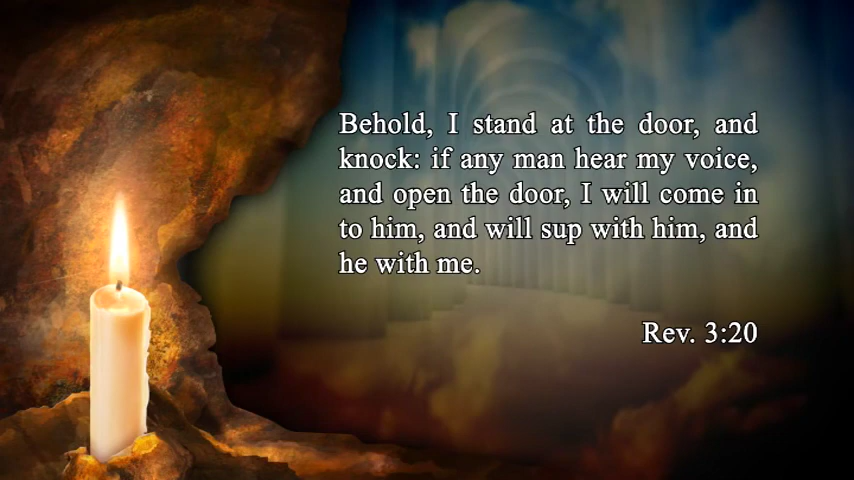 Behold, I stand at the door, and
knock: if any man hear my voice,
and open the door, I will come in
to him, and will sup with him, and
he with me.
Rev. 3:20